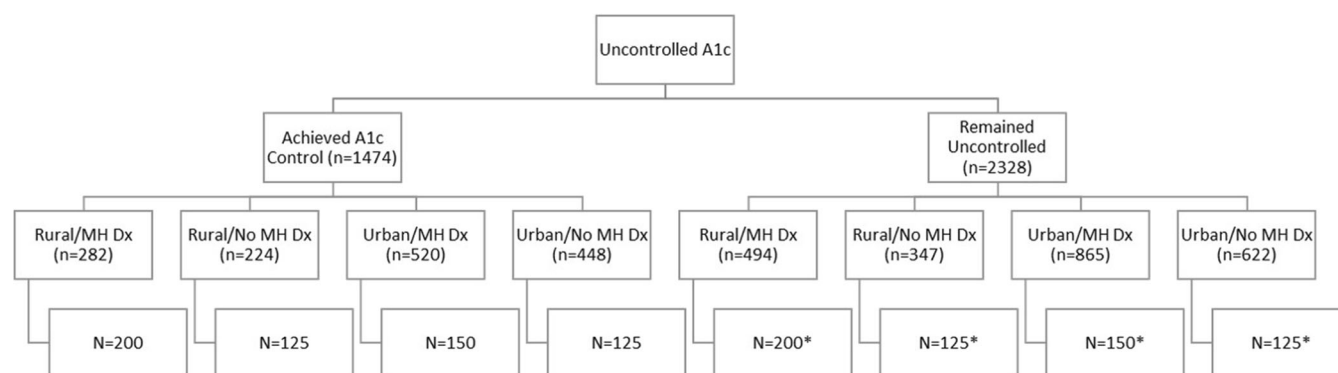 Uncontrolled A1c
Achieved A1c
Control (n=1474)
Remained
Uncontrolled
(n=2328)
Rural/MH Dx
(n=282)
Rural/No MH Dx
(n=224)
Urban/MH Dx
(n=520)
Urban/No MH Dx
(n=448)
Rural/MH Dx
(n=494)
Rural/No MH Dx
(n=347)
Urban/MH Dx
(n=865)
Urban/No MH Dx
(n=622)
N=200
N=125
N=150
N=125
N=200*
N=125*
N=150*
N=125*